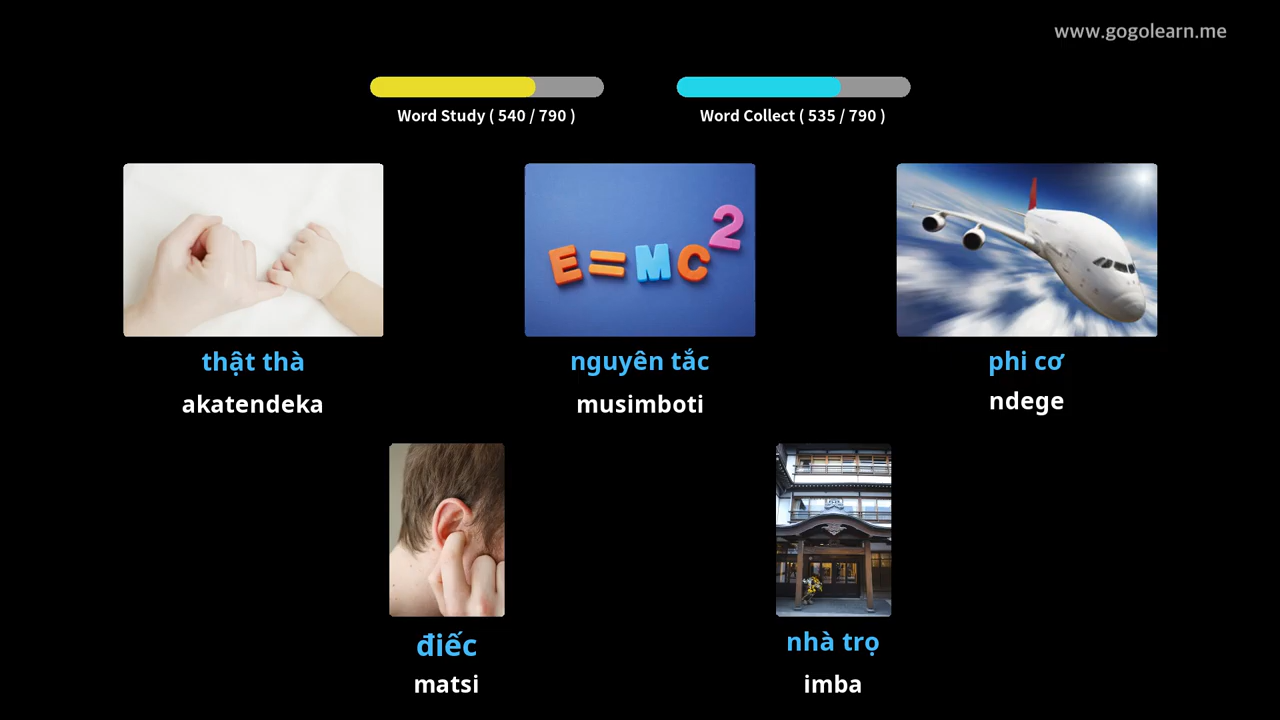 www.gogolearn.me
Word Study ( 540 / 790 )
Word Collect ( 535 / 790 )
E=MC2
thật thà
akatendeka
nguyên tắc
musimboti
phi cơ
ndege
điếc
matsi
nhà trọ
imba